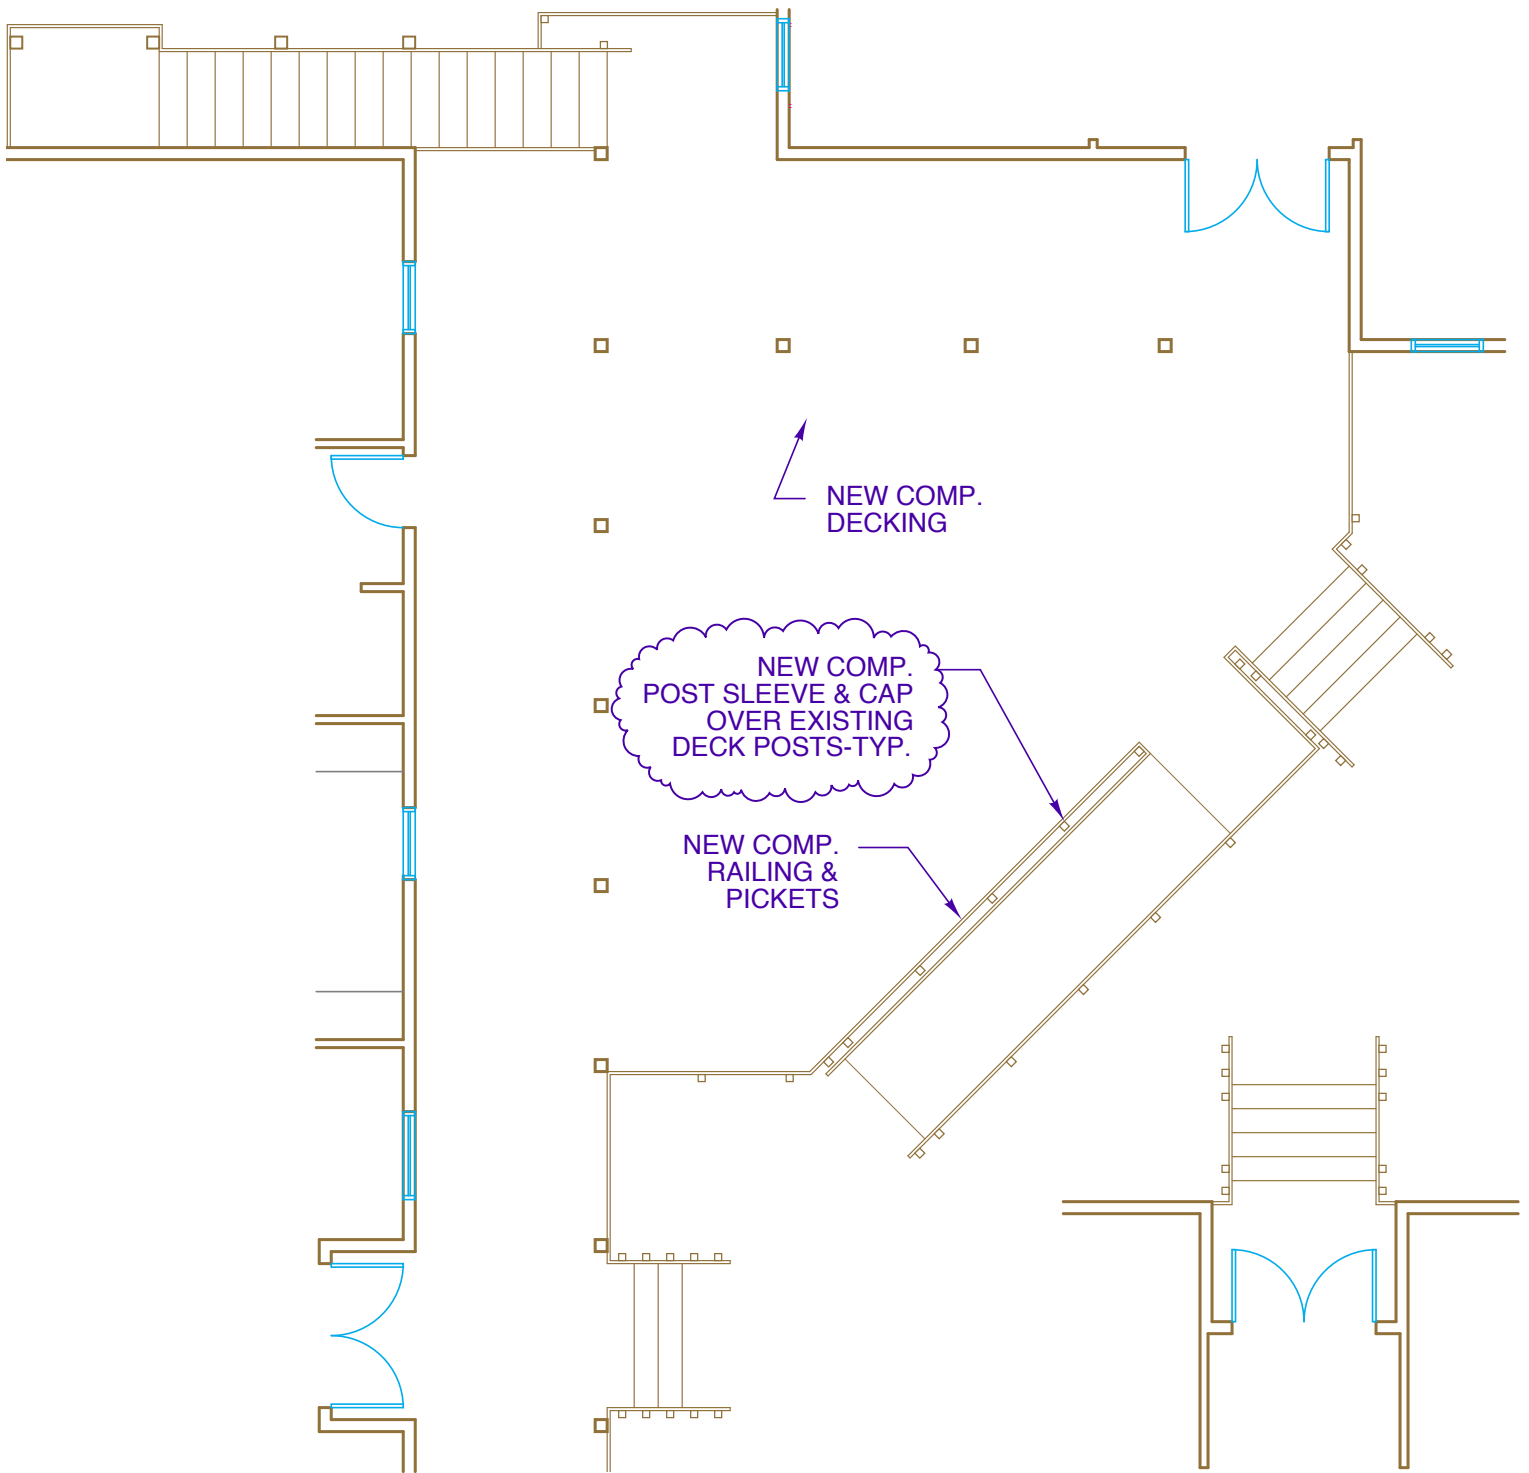 NEW COMP.
DECKING
NEW COMP.
POST SLEEVE & CAP
OVER EXISTING
DECK POSTS-TYP.
NEW COMP.
RAILING &
PICKETS